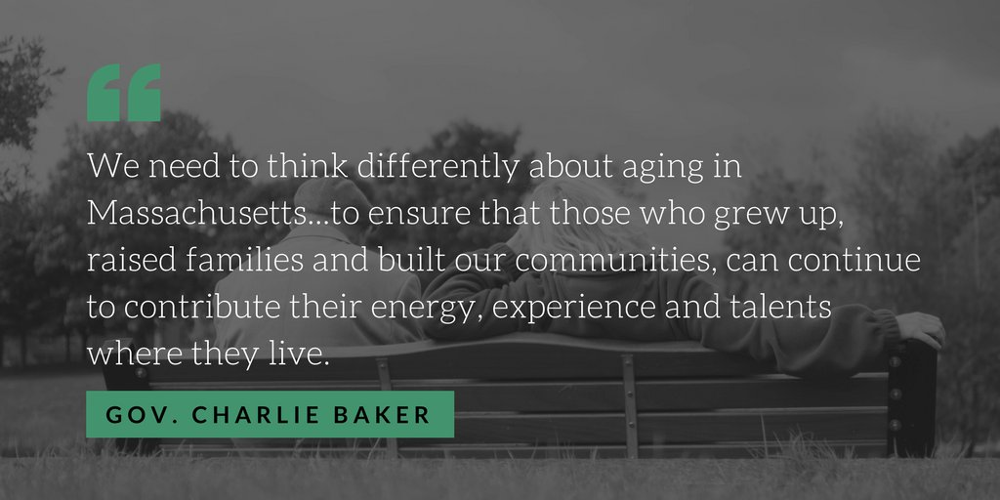 We need to think differently about aging in
Massachusetts...to ensure that those who grew up,
raised families and built our communities, can continue
to contribute their energy, experience and talents
where they live.
GOV. CHARLIE BAKER